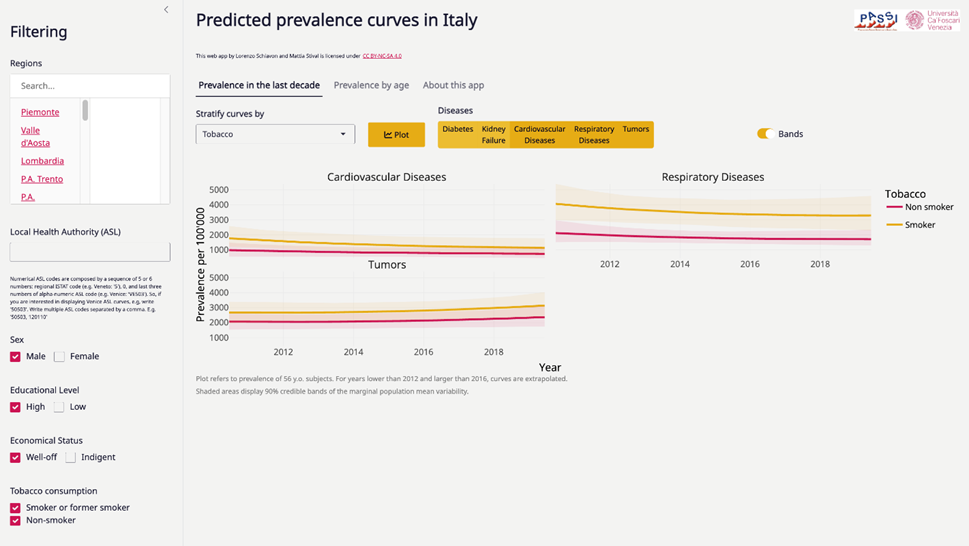 Filtering
Regions
Search...
Piemonte
Valle
d'Aosta
Lombardia
P.A. Trento
P.A.
Local Health Authority (ASL)
Numerical ASL codes are composed by a sequence of 5 or 6
numbers: regional ISTAT code (e.g. Veneto: '5'), 0, and last three
numbers of alpha-numeric ASL code (e.g. Venice: 'V6503'). So, if
you are interested in displaying Venice ASL curves, e.g, write
'50503'. Write multiple ASL codes separated by a comma. E.g.
'50503, 120110'
Sex
Male Female
Educational Level
High Low
Economical Status
Well-off Indigent
Tobacco consumption
Smoker or former smoker
Non-smoker
Predicted prevalence curves in Italy
PASSI
Università
Ca'Foscari
Venezia
This web app by Lorenzo Schiavon and Mattia Stival is licensed under CC BY-NC-SA 4.0
Prevalence in the last decade Prevalence by age About this app
Stratify curves by
Tobacco
Plot
Diseases
Diabetes Kidney Failure Cardiovascular Diseases Respiratory Diseases Tumors
Bands
Cardiovascular Diseases
Respiratory Diseases
5000
4000
3000
2000
1000
2012 2014 2016 2018
Tobacco
Non smoker
Smoker
Tumors
5000
4000
3000
2000
1000
2012 2014 2016 2018
Prevalence per 100'000
Year
Plot refers to prevalence of 56 y.o. subjects. For years lower than 2012 and larger than 2016, curves are extrapolated.
Shaded areas display 90% credible bands of the marginal population mean variability.